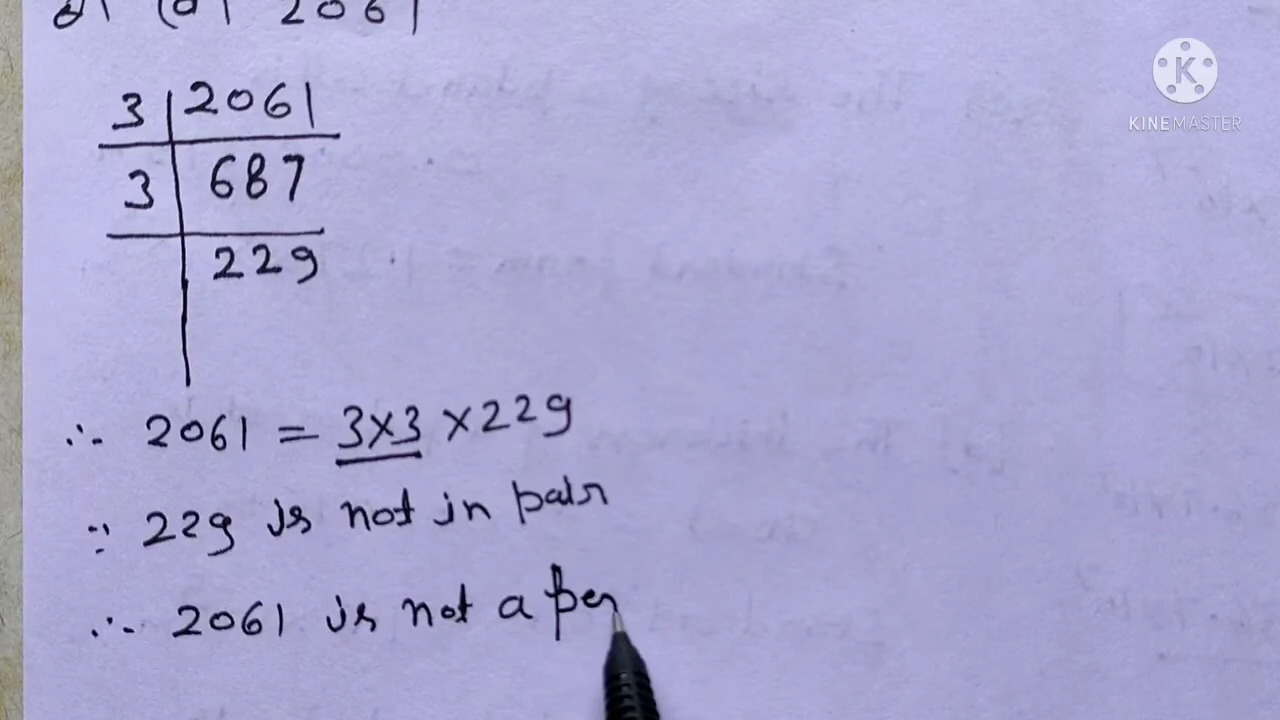 2061
KINEMASTER
3 | 2061
3 | 687
229
∴ 2061 = 3×3 ×229
∵ 229 is not in pair
∴ 2061 is not a per